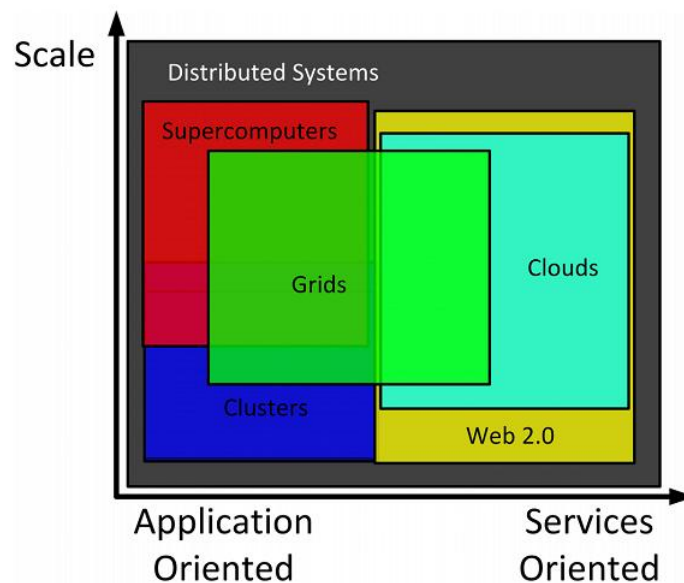 Scale
Distributed Systems
Supercomputers
Grids
Clouds
Clusters
Web 2.0
Application
Oriented
Services
Oriented